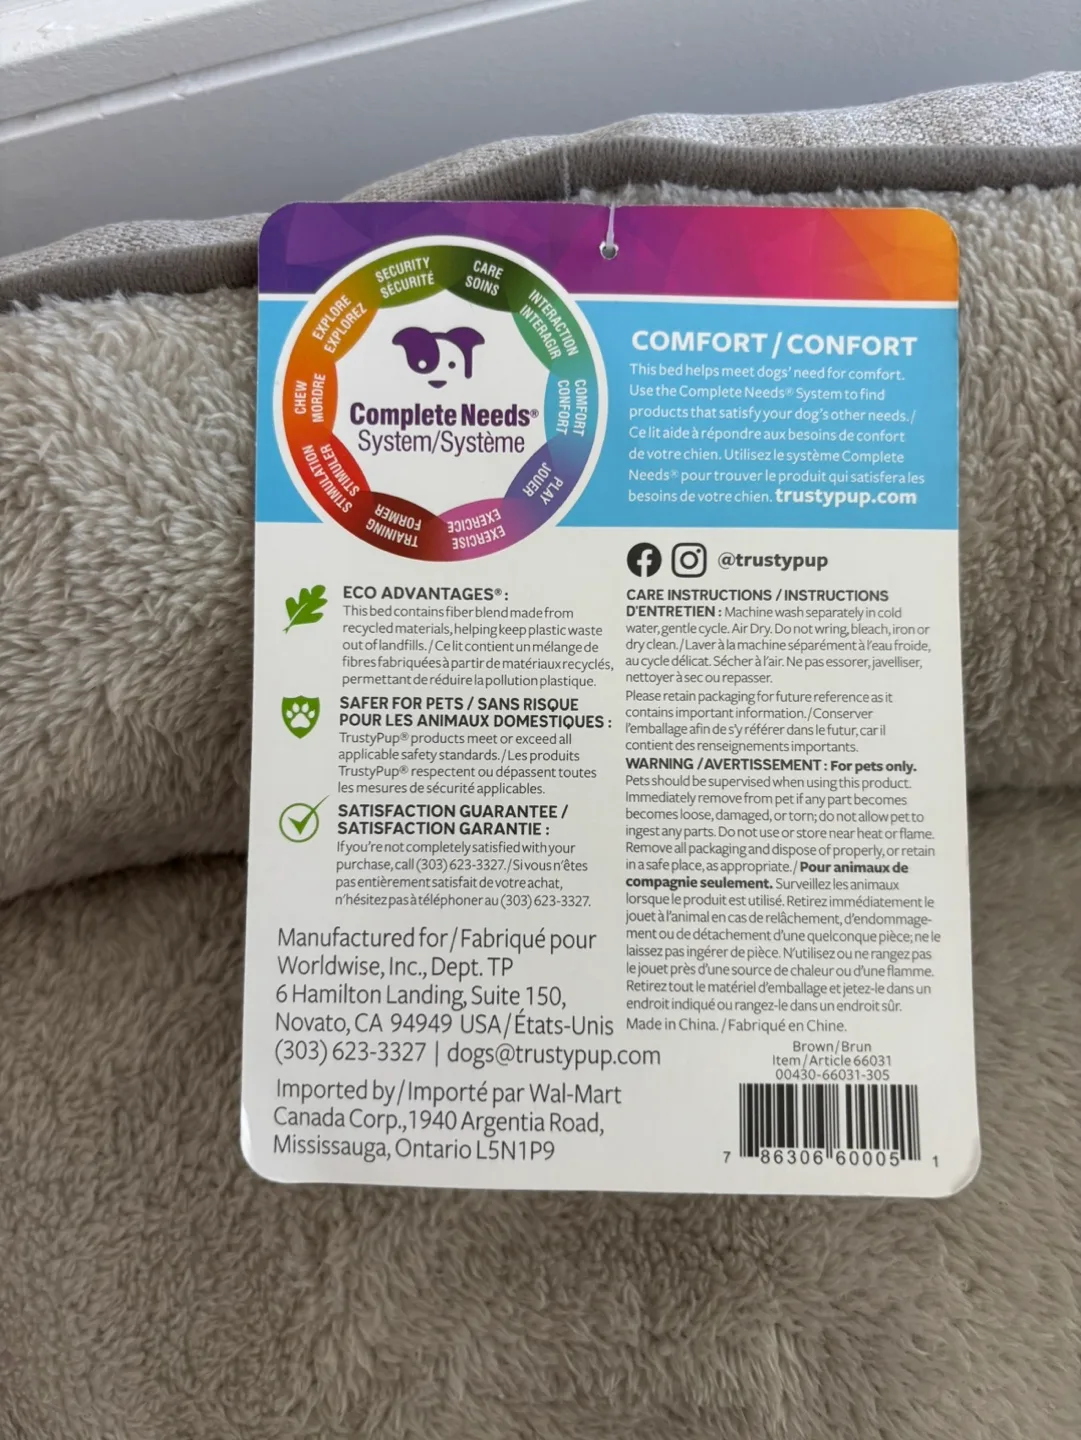 SECURITY
SÉCURITÉ
CARE
SOINS
INTERACTION
INTERAGIR
COMFORT
CONFORT
PLAY
JOUER
EXERCISE
EXERCICE
TRAINING
FORMER
STIMULATION
STIMULER
CHEW
MORDRE
EXPLORE
EXPLOREZ
Complete Needs®
System/Système
COMFORT / CONFORT
This bed helps meet dogs' need for comfort.
Use the Complete Needs® System to find
products that satisfy your dog's other needs./
Ce lit aide à répondre aux besoins de confort
de votre chien. Utilisez le système Complete
Needs® pour trouver le produit qui satisfera les
besoins de votre chien. trustypup.com
@trustypup
ECO ADVANTAGES® :
This bed contains fiber blend made from
recycled materials, helping keep plastic waste
out of landfills. / Ce lit contient un mélange de
fibres fabriquées à partir de matériaux recyclés,
permettant de réduire la pollution plastique.
SAFER FOR PETS / SANS RISQUE
POUR LES ANIMAUX DOMESTIQUES :
TrustyPup® products meet or exceed all
applicable safety standards. / Les produits
TrustyPup® respectent ou dépassent toutes
les mesures de sécurité applicables.
SATISFACTION GUARANTEE /
SATISFACTION GARANTIE :
If you're not completely satisfied with your
purchase, call (303) 623-3327. / Si vous n'êtes
pas entièrement satisfait de votre achat,
n'hésitez pas à téléphoner au (303) 623-3327.
Manufactured for / Fabriqué pour
Worldwise, Inc., Dept. TP
6 Hamilton Landing, Suite 150,
Novato, CA 94949 USA / États-Unis
(303) 623-3327 | dogs@trustypup.com
Imported by / Importé par Wal-Mart
Canada Corp., 1940 Argentia Road,
Mississauga, Ontario L5N1P9
CARE INSTRUCTIONS / INSTRUCTIONS
D'ENTRETIEN : Machine wash separately in cold
water, gentle cycle. Air Dry. Do not wring, bleach, iron or
dry clean. / Laver à la machine séparément à l'eau froide,
au cycle délicat. Sécher à l'air. Ne pas essorer, javelliser,
nettoyer à sec ou repasser.
Please retain packaging for future reference as it
contains important information. / Conserver
l'emballage afin de s'y référer dans le futur, car il
contient des renseignements importants.
WARNING / AVERTISSEMENT : For pets only.
Pets should be supervised when using this product.
Immediately remove from pet if any part becomes
becomes loose, damaged, or torn; do not allow pet to
ingest any parts. Do not use or store near heat or flame.
Remove all packaging and dispose of properly, or retain
in a safe place, as appropriate. / Pour animaux de
compagnie seulement. Surveillez les animaux
lorsque le produit est utilisé. Retirez immédiatement le
jouet à l'animal en cas de relâchement, d'endommage-
ment ou de détachement d'une quelconque pièce; ne le
laissez pas ingérer de pièce. N'utilisez ou ne rangez pas
le jouet près d'une source de chaleur ou d'une flamme.
Retirez tout le matériel d'emballage et jetez-le dans un
endroit indiqué ou rangez-le dans un endroit sûr.
Made in China. / Fabriqué en Chine.
Brown/Brun
Item / Article 66031
00430-66031-305
7 86306 60005 1